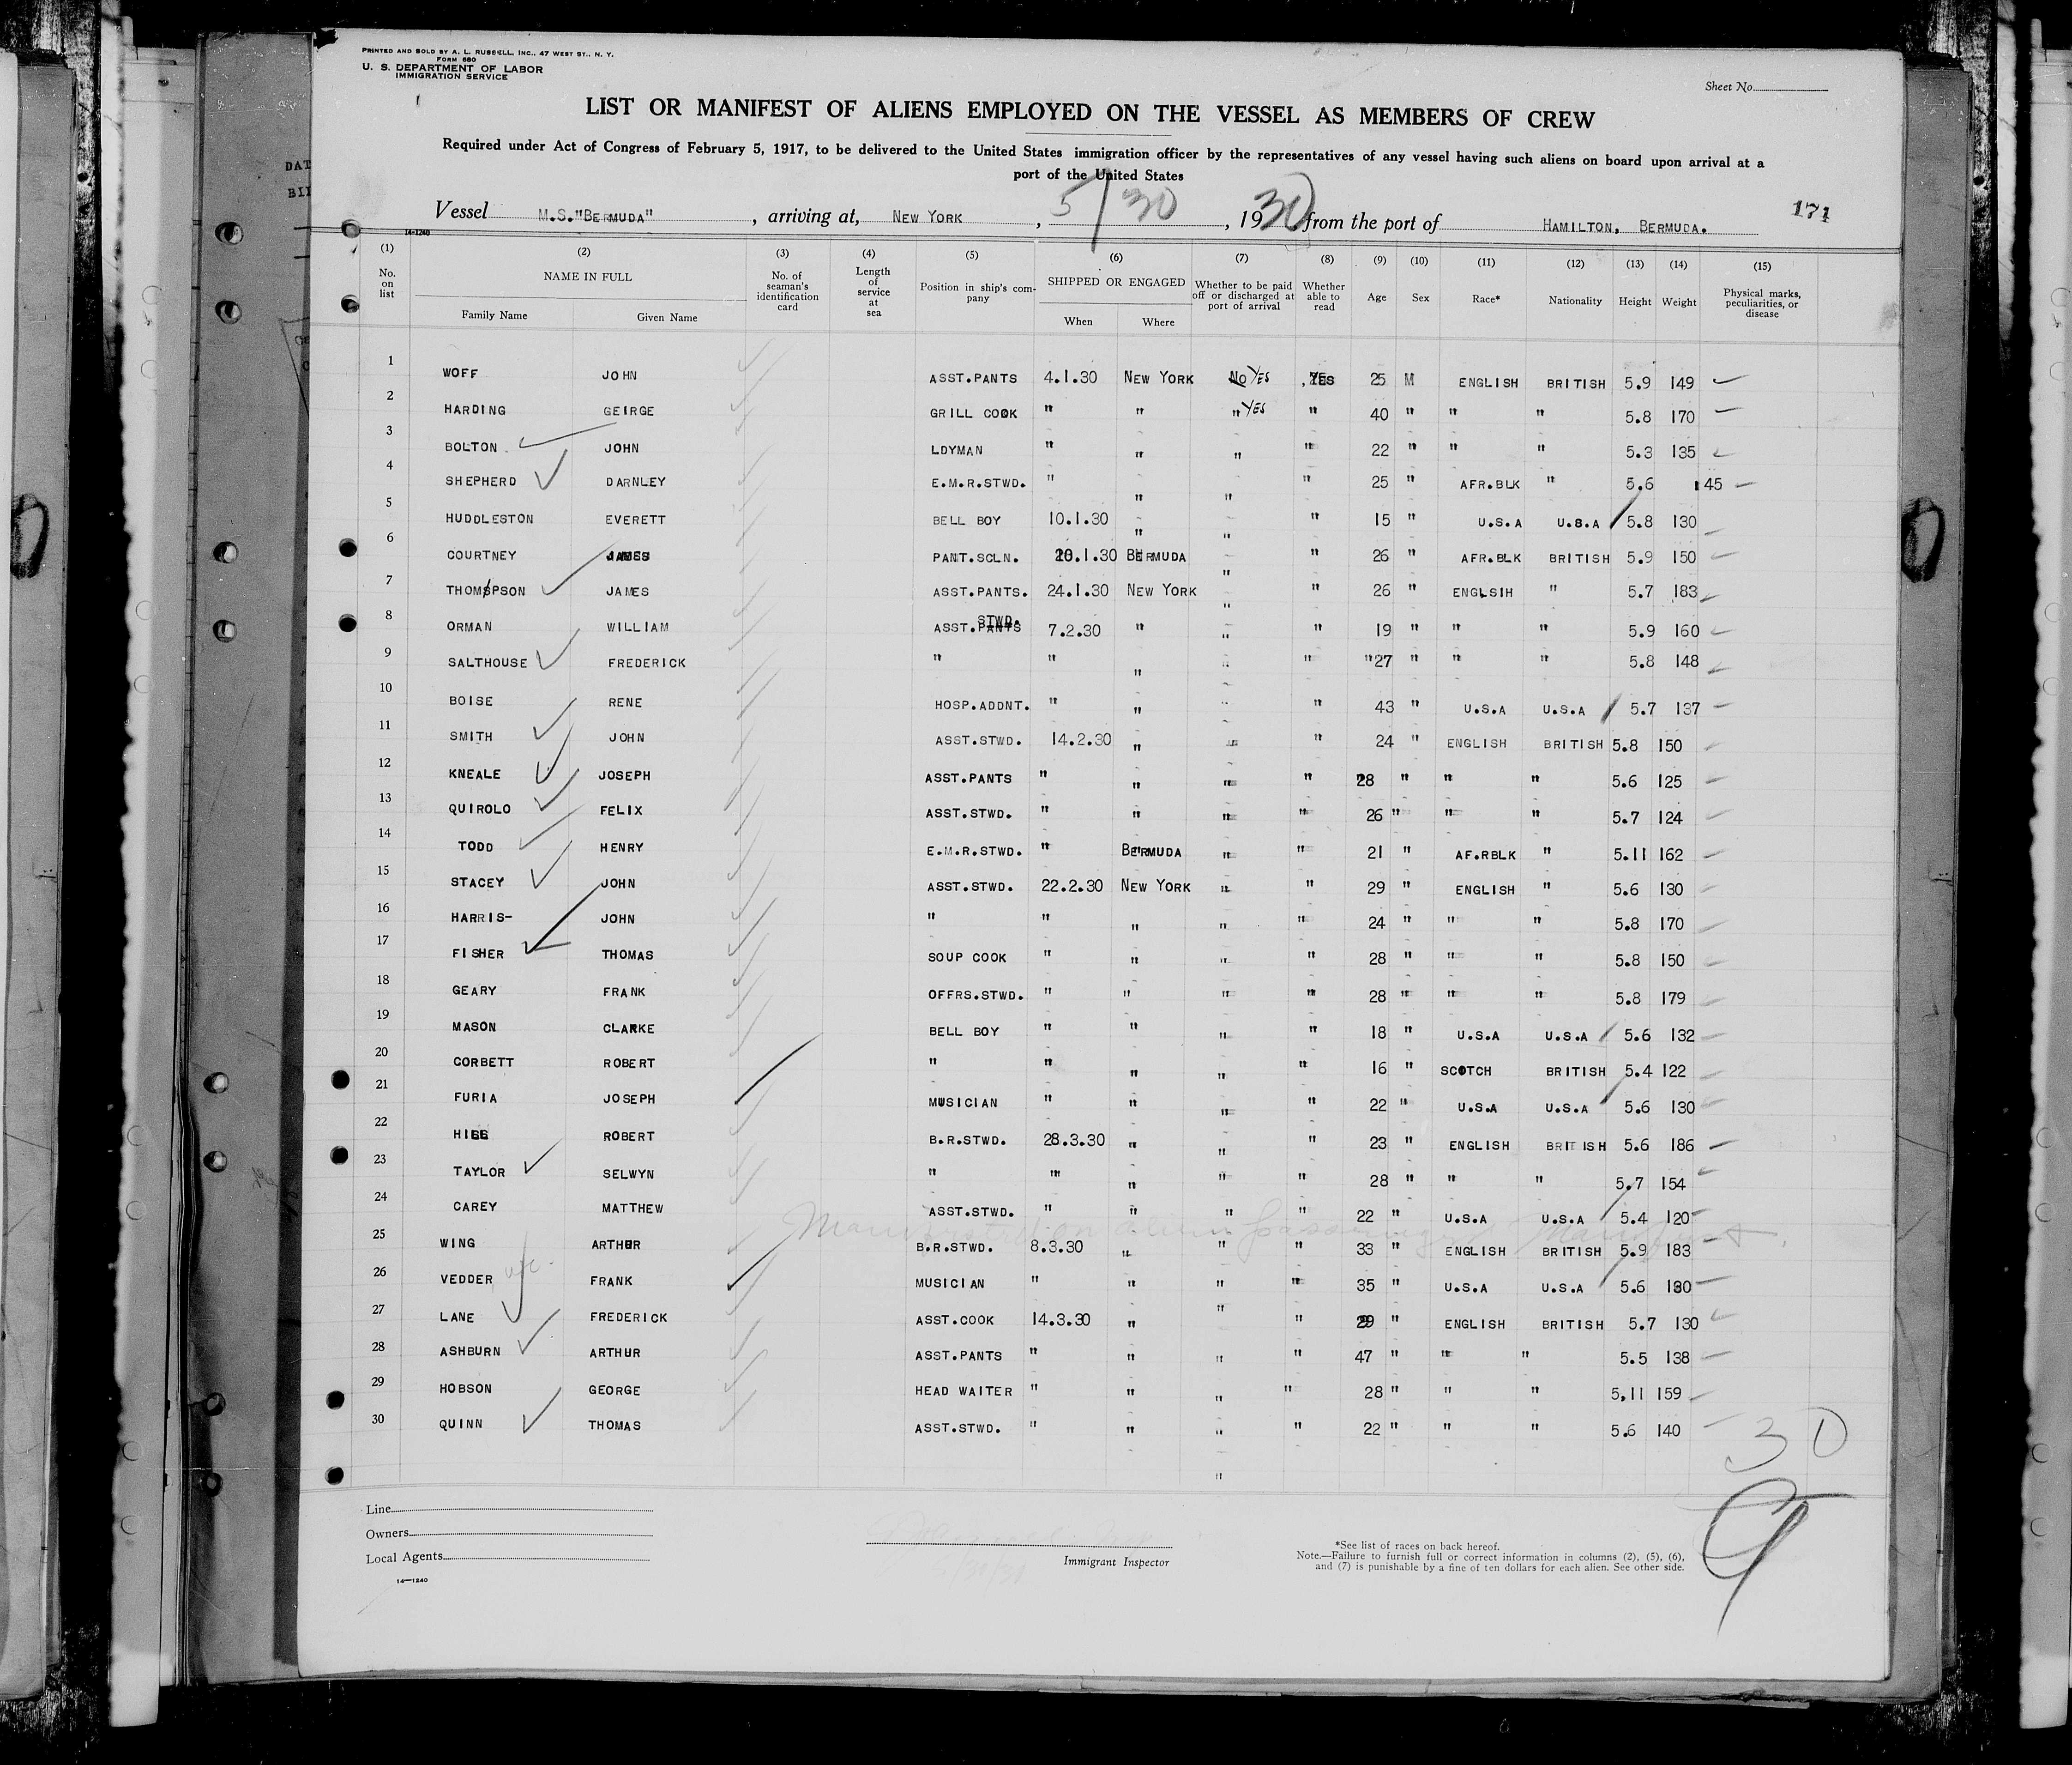 PRINTED AND SOLD BY A. L. RUSSELL, INC., 47 WEST ST., N. Y.
FORM 680
U. S. DEPARTMENT OF LABOR
IMMIGRATION SERVICE
Sheet No.
LIST OR MANIFEST OF ALIENS EMPLOYED ON THE VESSEL AS MEMBERS OF CREW
Required under Act of Congress of February 5, 1917, to be delivered to the United States immigration officer by the representatives of any vessel having such aliens on board upon arrival at a
port of the United States
DAT
BIL
Vessel M.S."BERMUDA", arriving at, NEW YORK, 5/30, 1930 from the port of HAMILTON, BERMUDA. 171
14-1240
(1) (2) (3) (4) (5) (6) (7) (8) (9) (10) (11) (12) (13) (14) (15)
No. on list NAME IN FULL Family Name Given Name No. of seaman's identification card Length of service at sea Position in ship's company SHIPPED OR ENGAGED When Where Whether to be paid off or discharged at port of arrival Whether able to read Age Sex Race* Nationality Height Weight Physical marks, peculiarities, or disease
1 WOFF JOHN ASST.PANTS 4.1.30 NEW YORK No YES YES 25 M ENGLISH BRITISH 5.9 149
2 HARDING GEIRGE GRILL COOK " " " YES " 40 " " " 5.8 170
3 BOLTON JOHN LDYMAN " " " " 22 " " " 5.3 135
4 SHEPHERD DARNLEY E.M.R.STWD. " " " " 25 " AFR.BLK " 5.6 145
5 HUDDLESTON EVERETT BELL BOY 10.1.30 " " " 15 " U.S.A U.S.A 5.8 130
6 COURTNEY JAMES PANT.SCLN. 20.1.30 BERMUDA " " 26 " AFR.BLK BRITISH 5.9 150
7 THOMSPSON JAMES ASST.PANTS. 24.1.30 NEW YORK " " 26 " ENGLSIH " 5.7 183
8 ORMAN WILLIAM ASST.PANTS STWD. 7.2.30 " " " 19 " " " 5.9 160
9 SALTHOUSE FREDERICK " " " " " "27 " " " 5.8 148
10 BOISE RENE HOSP.ADDNT. " " " " 43 " U.S.A U.S.A 5.7 137
11 SMITH JOHN ASST.STWD. 14.2.30 " " " 24 " ENGLISH BRITISH 5.8 150
12 KNEALE JOSEPH ASST.PANTS " " " " 28 " " " 5.6 125
13 QUIROLO FELIX ASST.STWD. " " " " 26 " " " 5.7 124
14 TODD HENRY E.M.R.STWD. " BERMUDA " " 21 " AF.RBLK " 5.11 162
15 STACEY JOHN ASST.STWD. 22.2.30 NEW YORK " " 29 " ENGLISH " 5.6 130
16 HARRIS- JOHN " " " " " 24 " " " 5.8 170
17 FISHER THOMAS SOUP COOK " " " " 28 " " " 5.8 150
18 GEARY FRANK OFFRS.STWD. " " " " 28 " " " 5.8 179
19 MASON CLARKE BELL BOY " " " " 18 " U.S.A U.S.A 5.6 132
20 CORBETT ROBERT " " " " " 16 " SCOTCH BRITISH 5.4 122
21 FURIA JOSEPH MUSICIAN " " " " 22 " U.S.A U.S.A 5.6 130
22 ROBERT B.R.STWD. 28.3.30 " " " 23 " ENGLISH BRITISH 5.6 186
23 TAYLOR SELWYN " " " " " 28 " " " 5.7 154
24 CAREY MATTHEW ASST.STWD. " " " " 22 " U.S.A U.S.A 5.4 120
25 WING ARTHUR B.R.STWD. 8.3.30 " " " 33 " ENGLISH BRITISH 5.9 183
26 VEDDER FRANK MUSICIAN " " " " 35 " U.S.A U.S.A 5.6 130
27 LANE FREDERICK ASST.COOK 14.3.30 " " " 29 " ENGLISH BRITISH 5.7 130
28 ASHBURN ARTHUR ASST.PANTS " " " " 47 " " " 5.5 138
29 HOBSON GEORGE HEAD WAITER " " " " 28 " " " 5.11 159
30 QUINN THOMAS ASST.STWD. " " " " 22 " " " 5.6 140
30
9
Line
Owners
Local Agents
14—1240
Immigrant Inspector
*See list of races on back hereof.
Note.—Failure to furnish full or correct information in columns (2), (5), (6),
and (7) is punishable by a fine of ten dollars for each alien. See other side.